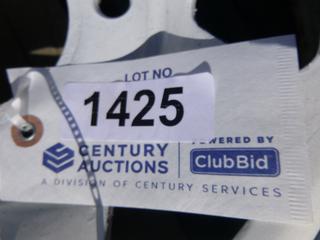 LOT NO
1425
CENTURY AUCTIONS
POWERED BY
ClubBid
A DIVISION OF CENTURY SERVICES